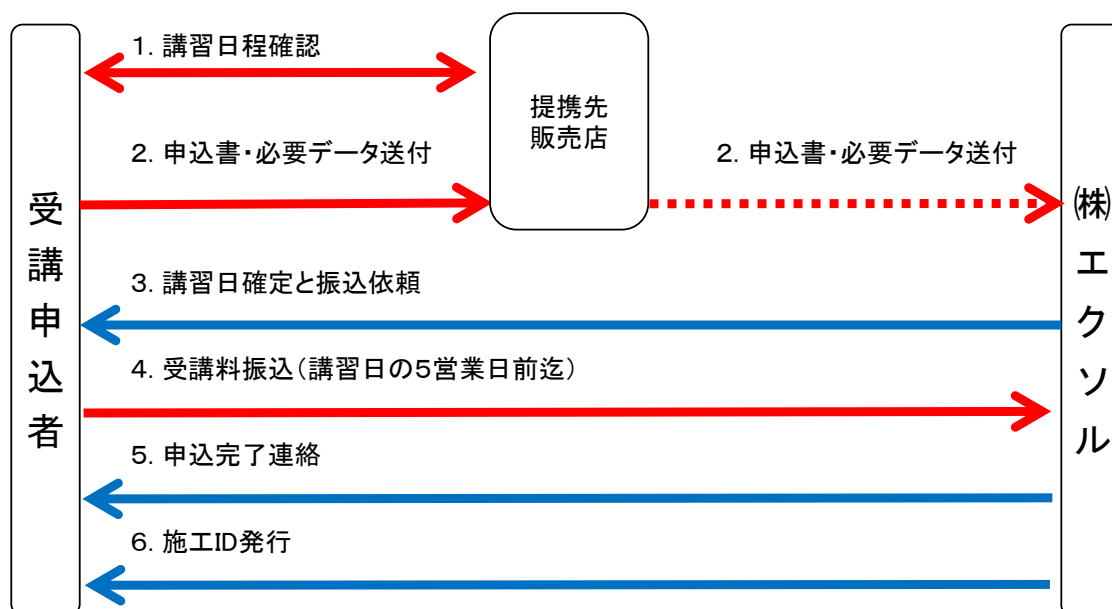 1. 講習日程確認
提携先
販売店
2. 申込書・必要データ送付
2. 申込書・必要データ送付
受講申込者
㈱エクソル
3. 講習日確定と振込依頼
4. 受講料振込(講習日の5営業日前迄)
5. 申込完了連絡
6. 施工ID発行